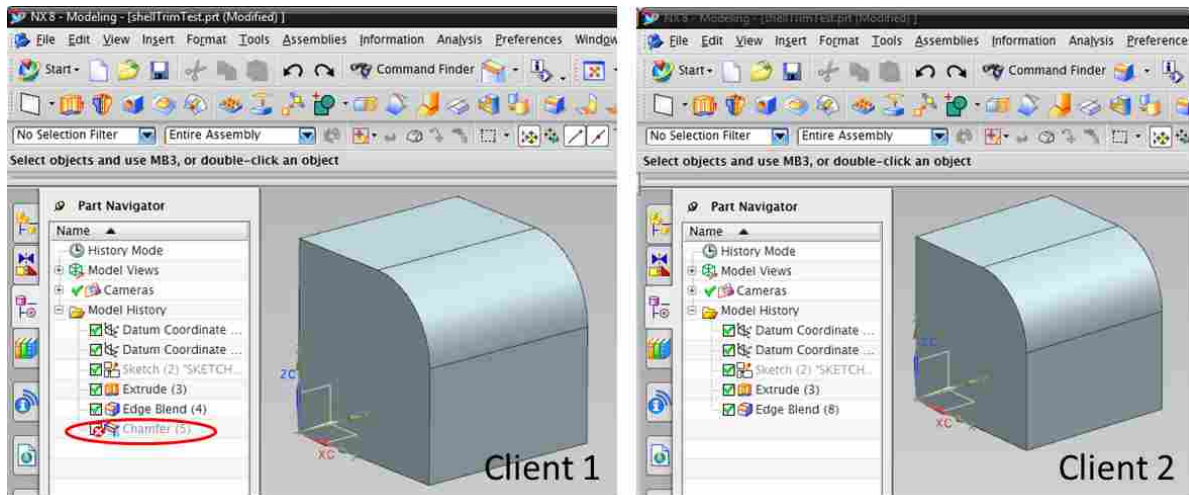 NX 8 - Modeling - [shellTrimTest.prt (Modified) ]
File Edit View Insert Format Tools Assemblies Information Analysis Preferences Window
Start Command Finder
No Selection Filter Entire Assembly
Select objects and use MB3, or double-click an object
Part Navigator
Name
History Mode
Model Views
Cameras
Model History
Datum Coordinate ...
Datum Coordinate ...
Sketch (2) "SKETCH...
Extrude (3)
Edge Blend (4)
Chamfer (5)
ZC
XC
Client 1
NX 8 - Modeling - [shellTrimTest.prt (Modified) ]
File Edit View Insert Format Tools Assemblies Information Analysis Preference
Start Command Finder
No Selection Filter Entire Assembly
Select objects and use MB3, or double-click an object
Part Navigator
Name
History Mode
Model Views
Cameras
Model History
Datum Coordinate ...
Datum Coordinate ...
Sketch (2) "SKETCH...
Extrude (3)
Edge Blend (8)
ZC
XC
Client 2